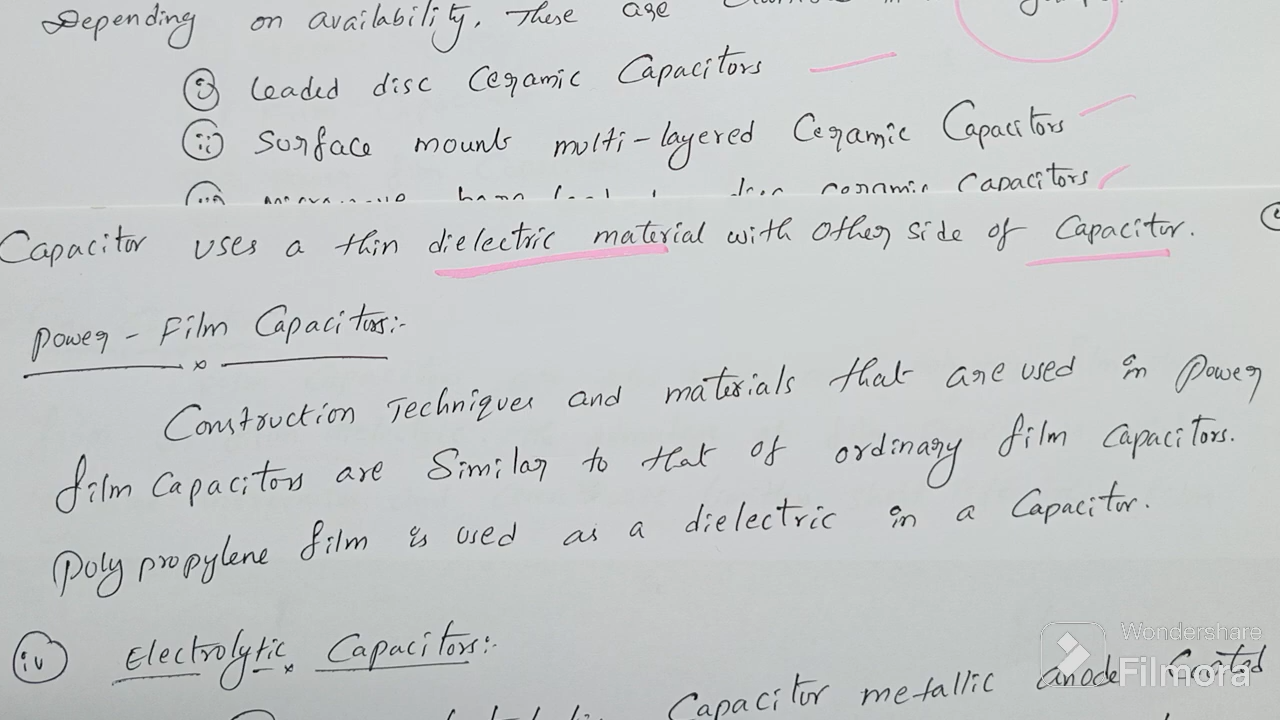 Depending on availability, These are
(i) Leaded disc Ceramic Capacitors
(ii) Surface mounts multi-layered Ceramic Capacitors
ceramic Capacitors
Capacitor uses a thin dielectric material with other side of Capacitor.
Power - Film Capacitors:-
Construction Techniques and materials that are used in Power
film Capacitors are Similar to that of ordinary film Capacitors.
Poly propylene film is used as a dielectric in a Capacitor.
(iv) Electrolytic Capacitors:-
Capacitor metallic anode Coated
Wondershare
Filmora